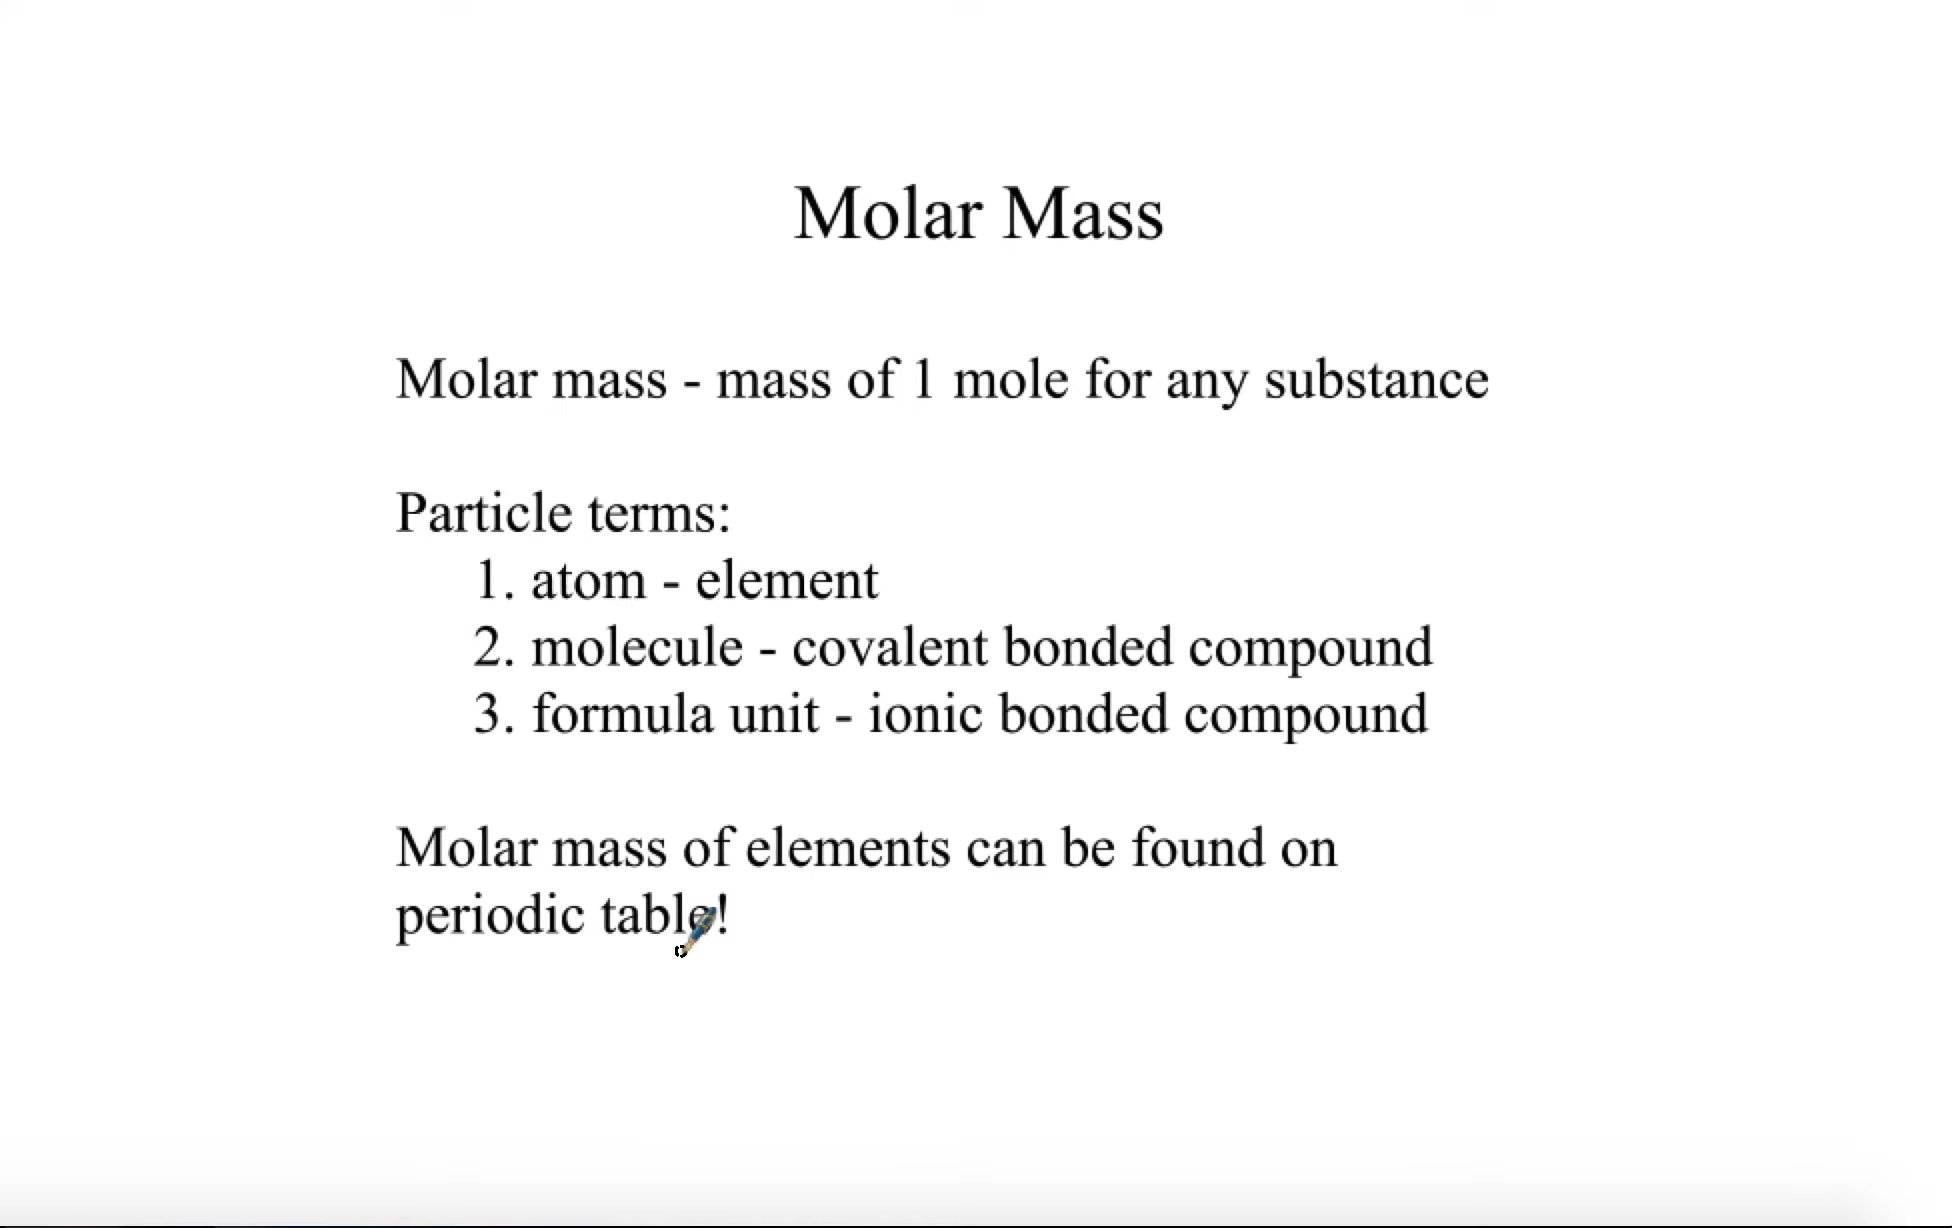 Molar Mass
Molar mass - mass of 1 mole for any substance
Particle terms:
1. atom - element
2. molecule - covalent bonded compound
3. formula unit - ionic bonded compound
Molar mass of elements can be found on
periodic table!